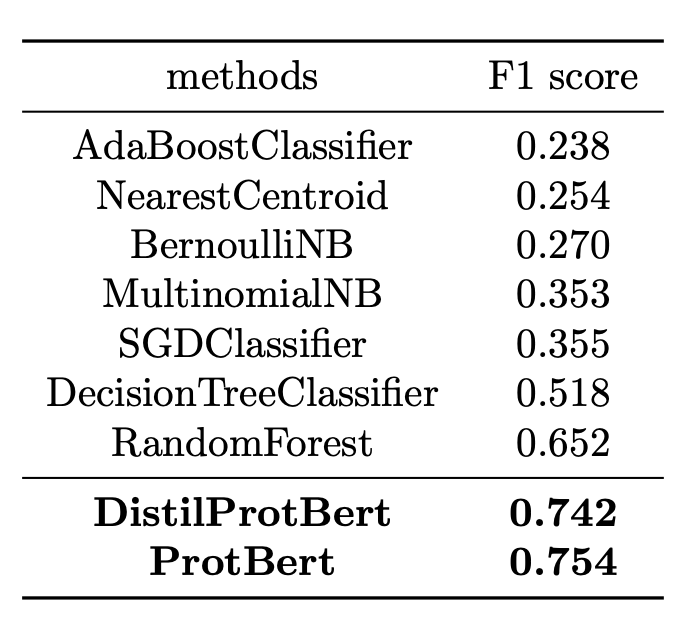 methods F1 score
AdaBoostClassifier 0.238
NearestCentroid 0.254
BernoulliNB 0.270
MultinomialNB 0.353
SGDClassifier 0.355
DecisionTreeClassifier 0.518
RandomForest 0.652
DistilProtBert 0.742
ProtBert 0.754